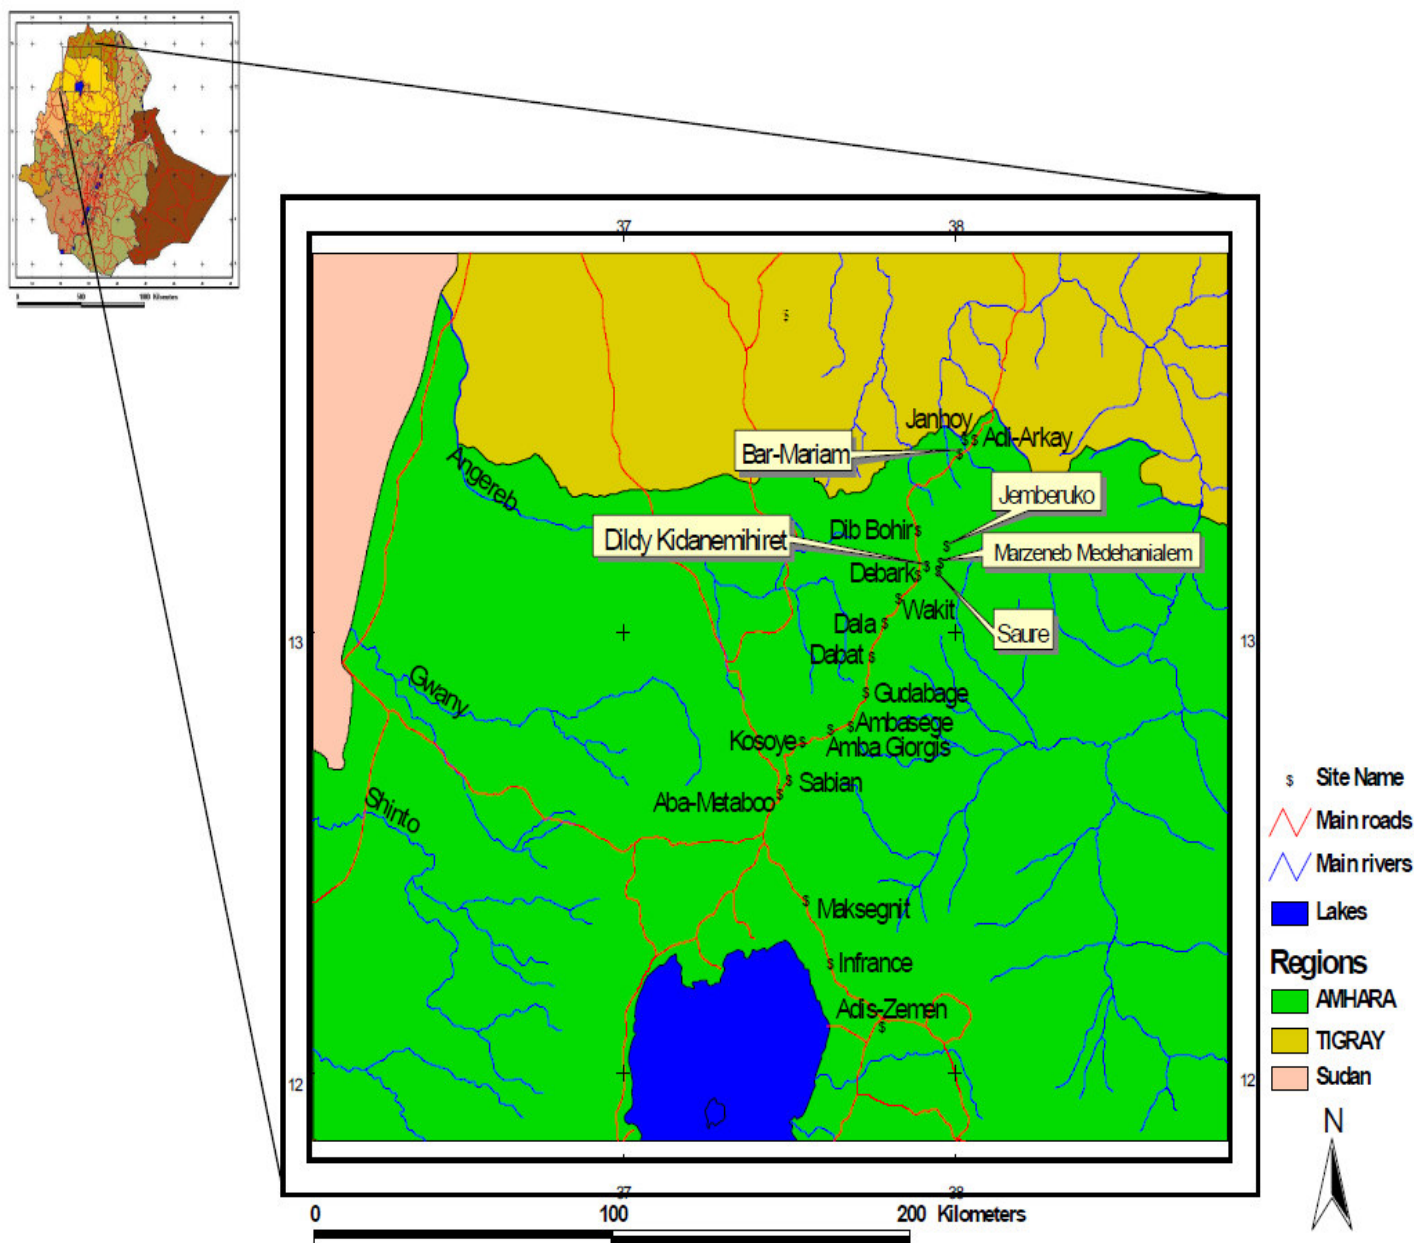 37
38
Janhoy
Adi-Arkay
Bar-Mariam
Angereb
Jemberuko
Dib Bohir
Dildy Kidanemihiret
Marzeneb Medehanialem
Debark
Wakit
Saure
Dala
13
13
Dabat
Gwany
Gudabage
Ambasege
Kosoye
Amba Giorgis
Sabian
Aba-Metaboo
Shinto
Maksegnit
Infrance
Adis-Zemen
12
12
37
38
0 100 200 Kilometers
$ Site Name
Main roads
Main rivers
Lakes
Regions
AMHARA
TIGRAY
Sudan
N